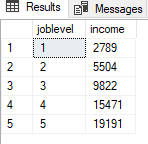 Results Messages
joblevel income
1 1 2789
2 2 5504
3 3 9822
4 4 15471
5 5 19191